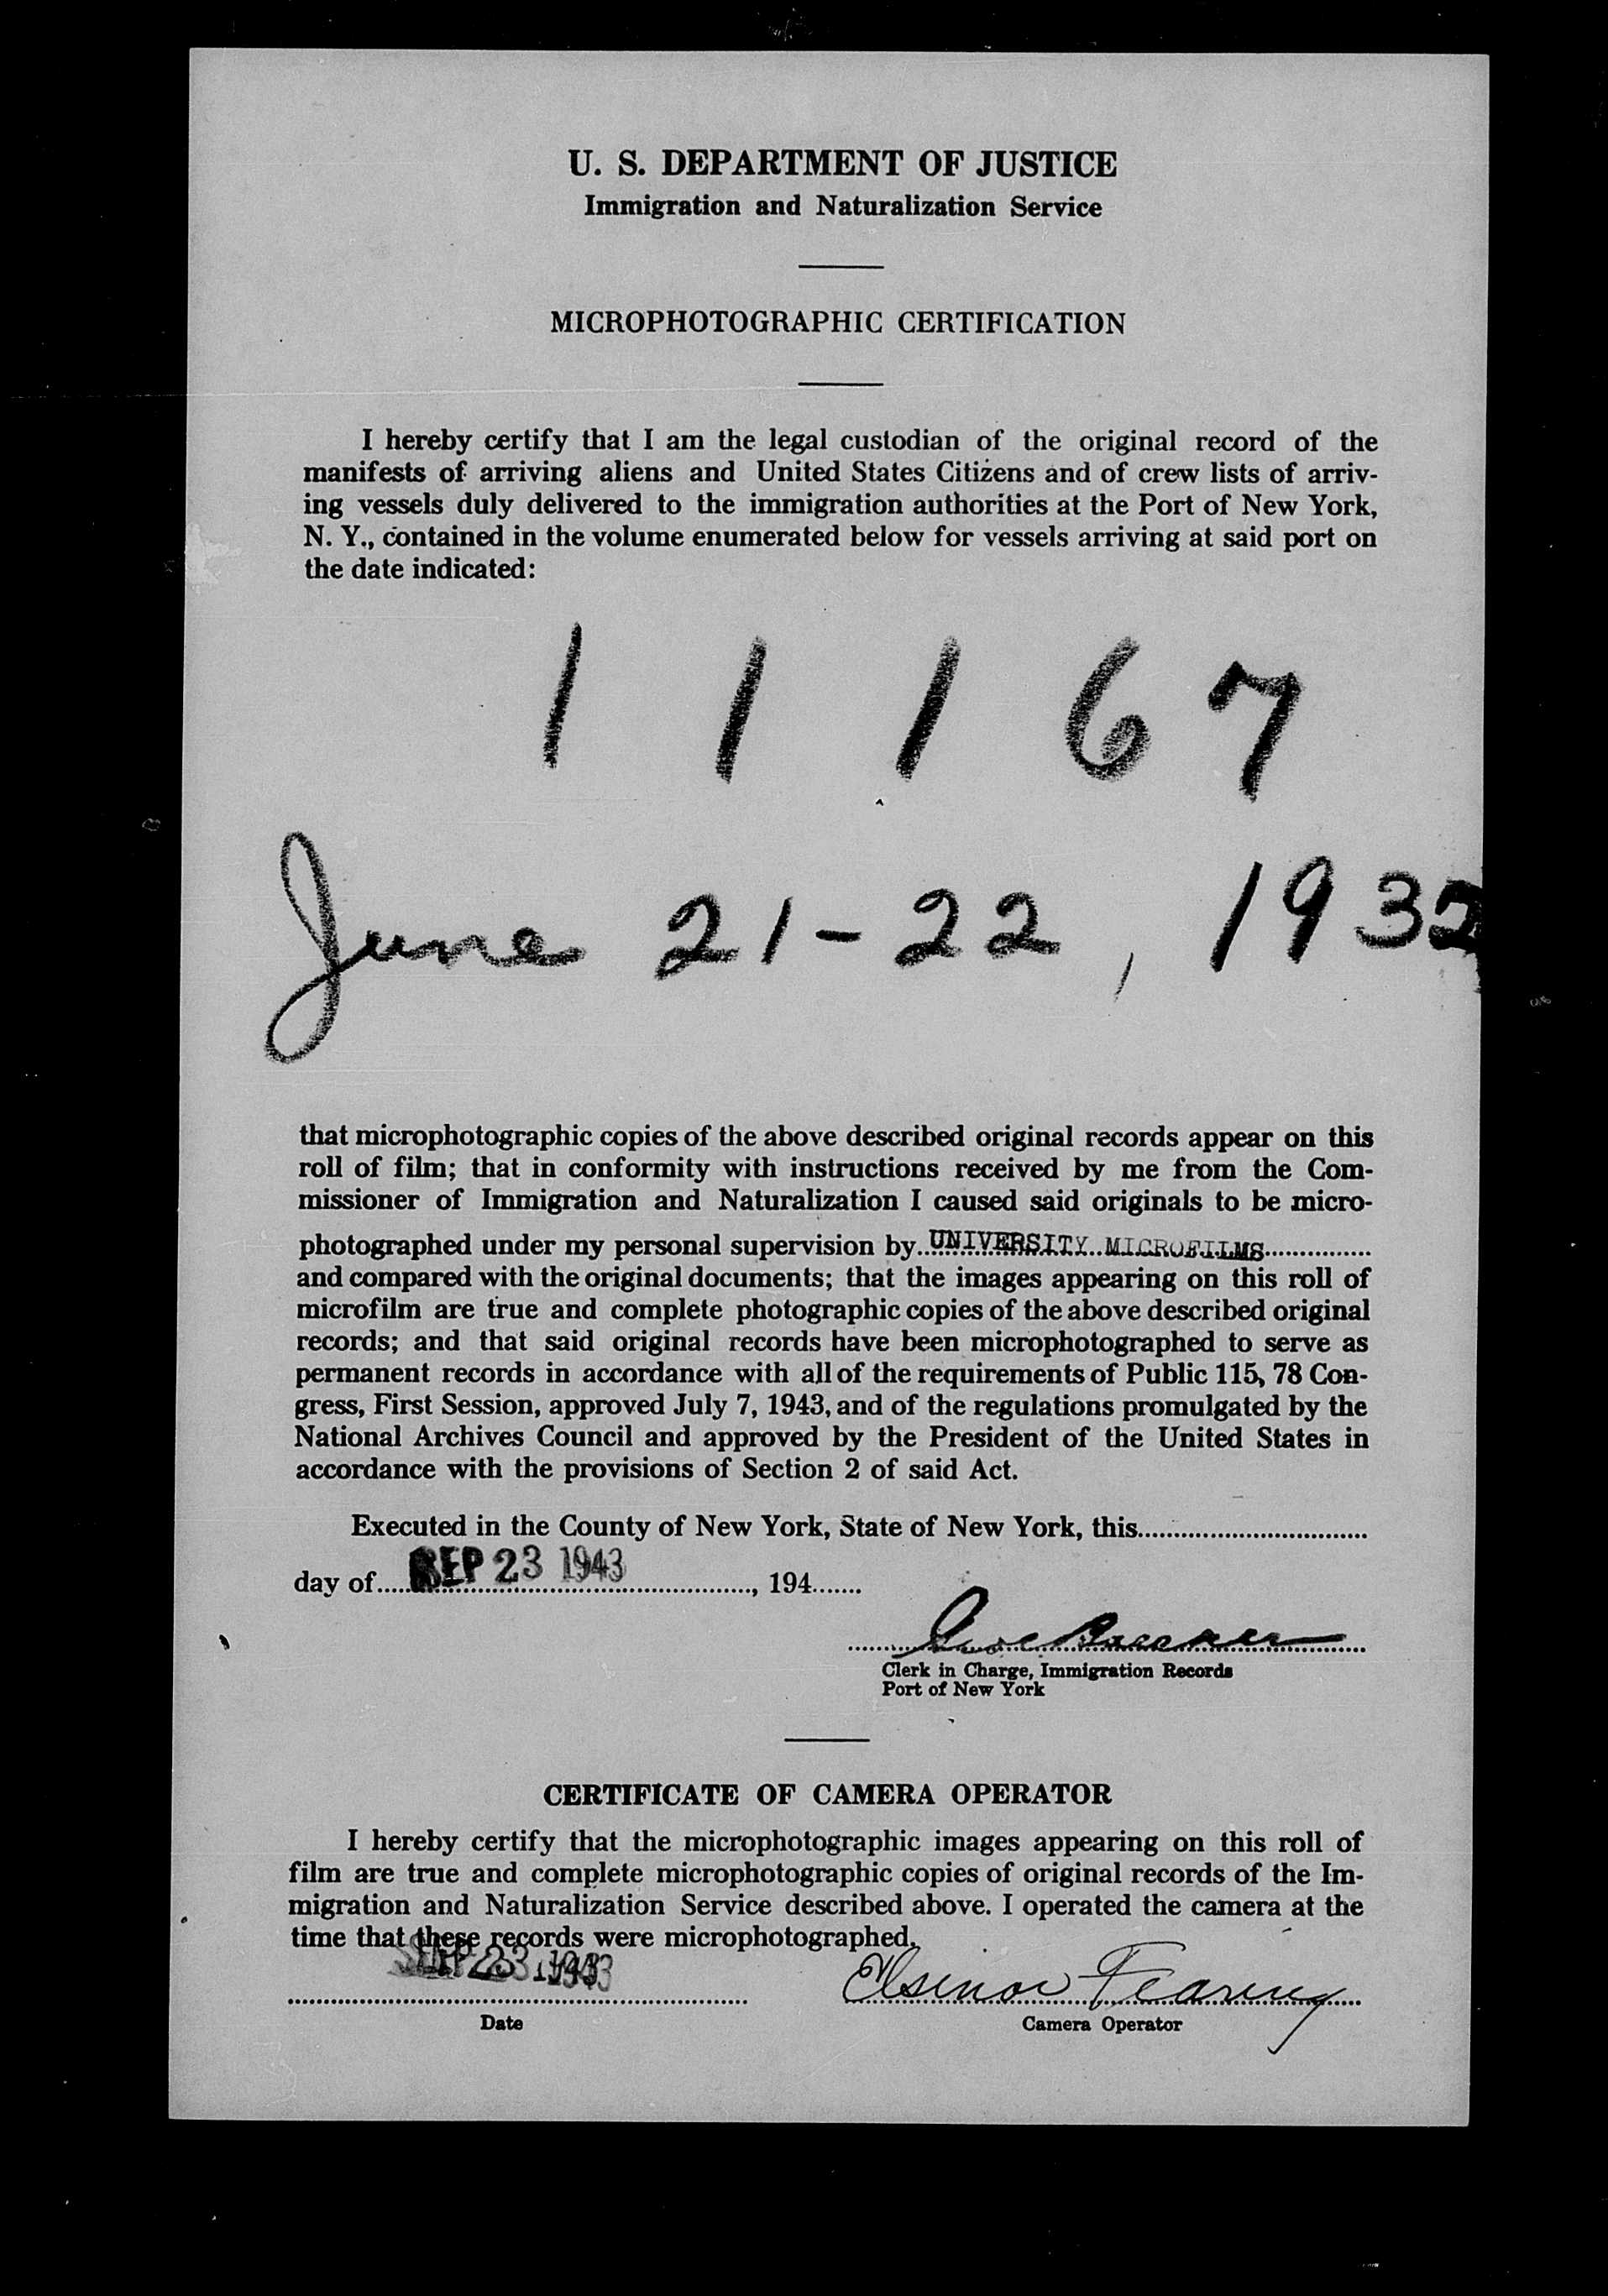 U. S. DEPARTMENT OF JUSTICE
Immigration and Naturalization Service
MICROPHOTOGRAPHIC CERTIFICATION
I hereby certify that I am the legal custodian of the original record of the
manifests of arriving aliens and United States Citizens and of crew lists of arriv-
ing vessels duly delivered to the immigration authorities at the Port of New York,
N. Y., contained in the volume enumerated below for vessels arriving at said port on
the date indicated:
1 1 1 6 7
June 21-22, 1932
that microphotographic copies of the above described original records appear on this
roll of film; that in conformity with instructions received by me from the Com-
missioner of Immigration and Naturalization I caused said originals to be micro-
photographed under my personal supervision by UNIVERSITY MICROFILMS
and compared with the original documents; that the images appearing on this roll of
microfilm are true and complete photographic copies of the above described original
records; and that said original records have been microphotographed to serve as
permanent records in accordance with all of the requirements of Public 115, 78 Con-
gress, First Session, approved July 7, 1943, and of the regulations promulgated by the
National Archives Council and approved by the President of the United States in
accordance with the provisions of Section 2 of said Act.
Executed in the County of New York, State of New York, this
day of SEP 23 1943, 194
Clerk in Charge, Immigration Records
Port of New York
CERTIFICATE OF CAMERA OPERATOR
I hereby certify that the microphotographic images appearing on this roll of
film are true and complete microphotographic copies of original records of the Im-
migration and Naturalization Service described above. I operated the camera at the
time that these records were microphotographed.
SEP 23 1943 Elsinor Fearing
Date Camera Operator